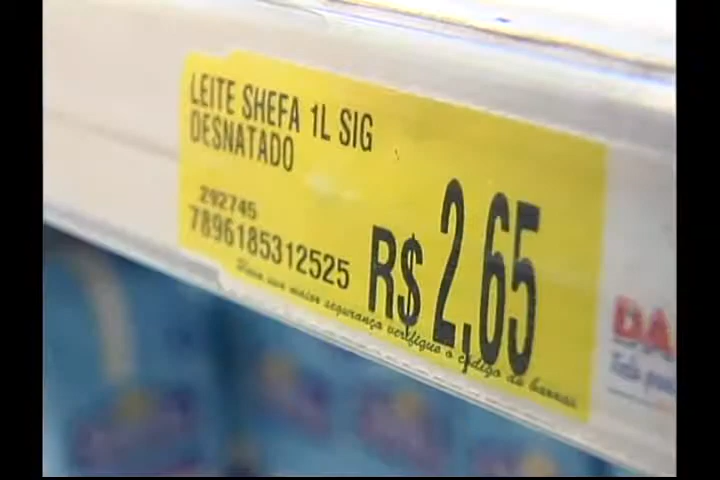 LEITE SHEFA 1L SIG
DESNATADO
292745
7896185312525
R$ 2,65
Para sua maior segurança verifique o código de barras
DA